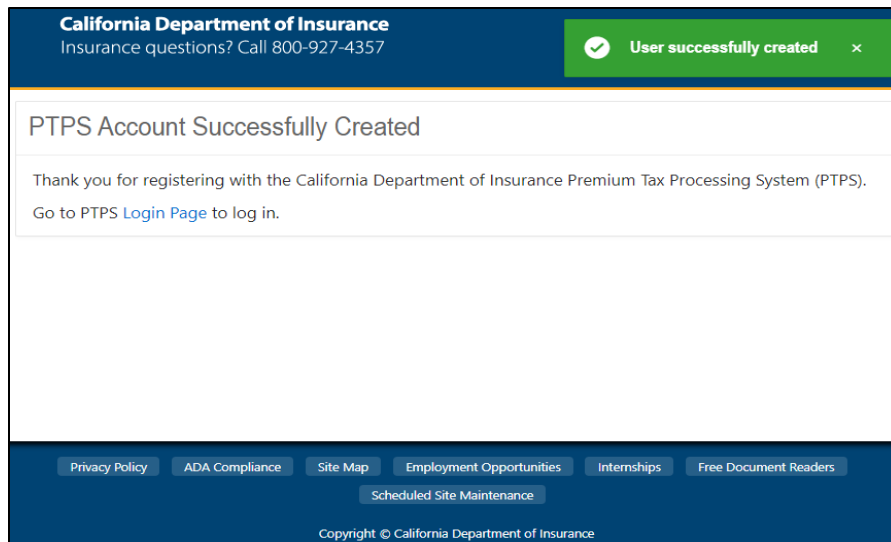 California Department of Insurance
Insurance questions? Call 800-927-4357
User successfully created ×
PTPS Account Successfully Created
Thank you for registering with the California Department of Insurance Premium Tax Processing System (PTPS).
Go to PTPS Login Page to log in.
Privacy Policy ADA Compliance Site Map Employment Opportunities Internships Free Document Readers
Scheduled Site Maintenance
Copyright © California Department of Insurance